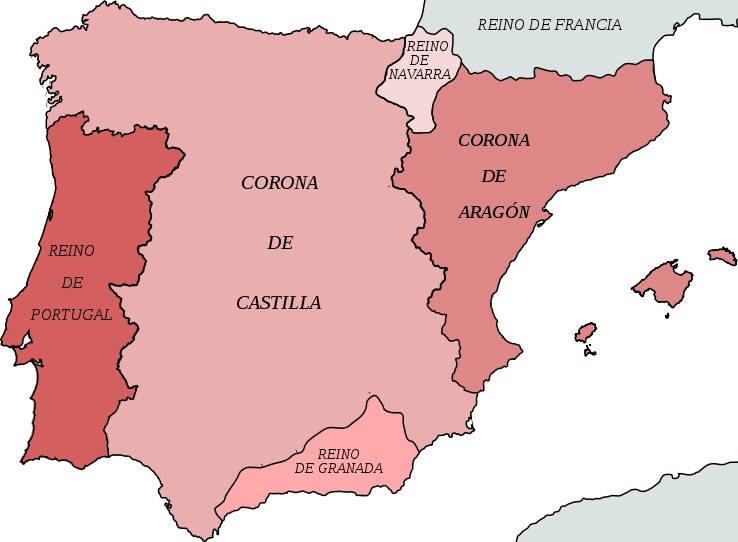 REINO DE FRANCIA
REINO
DE
NAVARRA
CORONA
DE
ARAGÓN
CORONA
DE
CASTILLA
REINO
DE
PORTUGAL
REINO
DE GRANADA